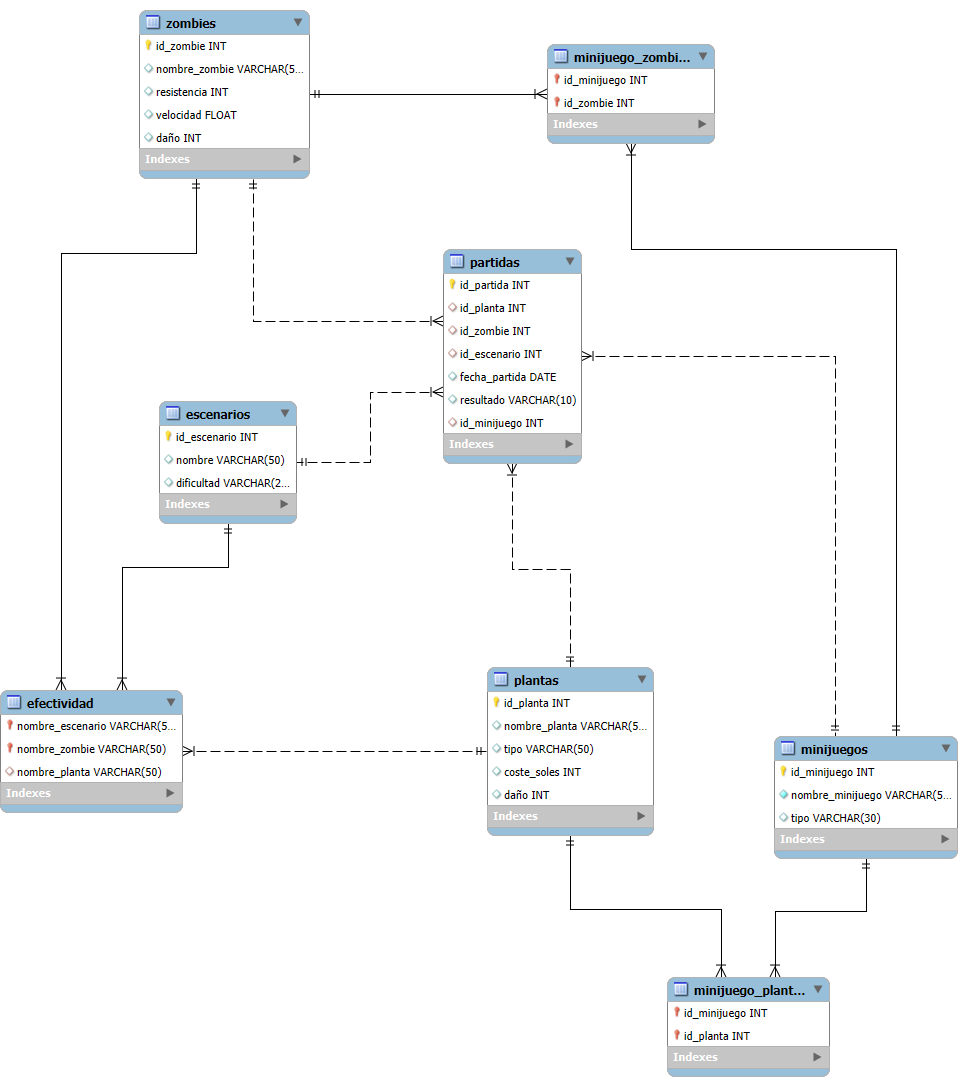 zombies
id_zombie INT
nombre_zombie VARCHAR(5...
resistencia INT
velocidad FLOAT
daño INT
Indexes
minijuego_zombi...
id_minijuego INT
id_zombie INT
Indexes
partidas
id_partida INT
id_planta INT
id_zombie INT
id_escenario INT
fecha_partida DATE
resultado VARCHAR(10)
id_minijuego INT
Indexes
escenarios
id_escenario INT
nombre VARCHAR(50)
dificultad VARCHAR(2...
Indexes
efectividad
nombre_escenario VARCHAR(5...
nombre_zombie VARCHAR(50)
nombre_planta VARCHAR(50)
Indexes
plantas
id_planta INT
nombre_planta VARCHAR(5...
tipo VARCHAR(50)
coste_soles INT
daño INT
Indexes
minijuegos
id_minijuego INT
nombre_minijuego VARCHAR(5...
tipo VARCHAR(30)
Indexes
minijuego_plant...
id_minijuego INT
id_planta INT
Indexes